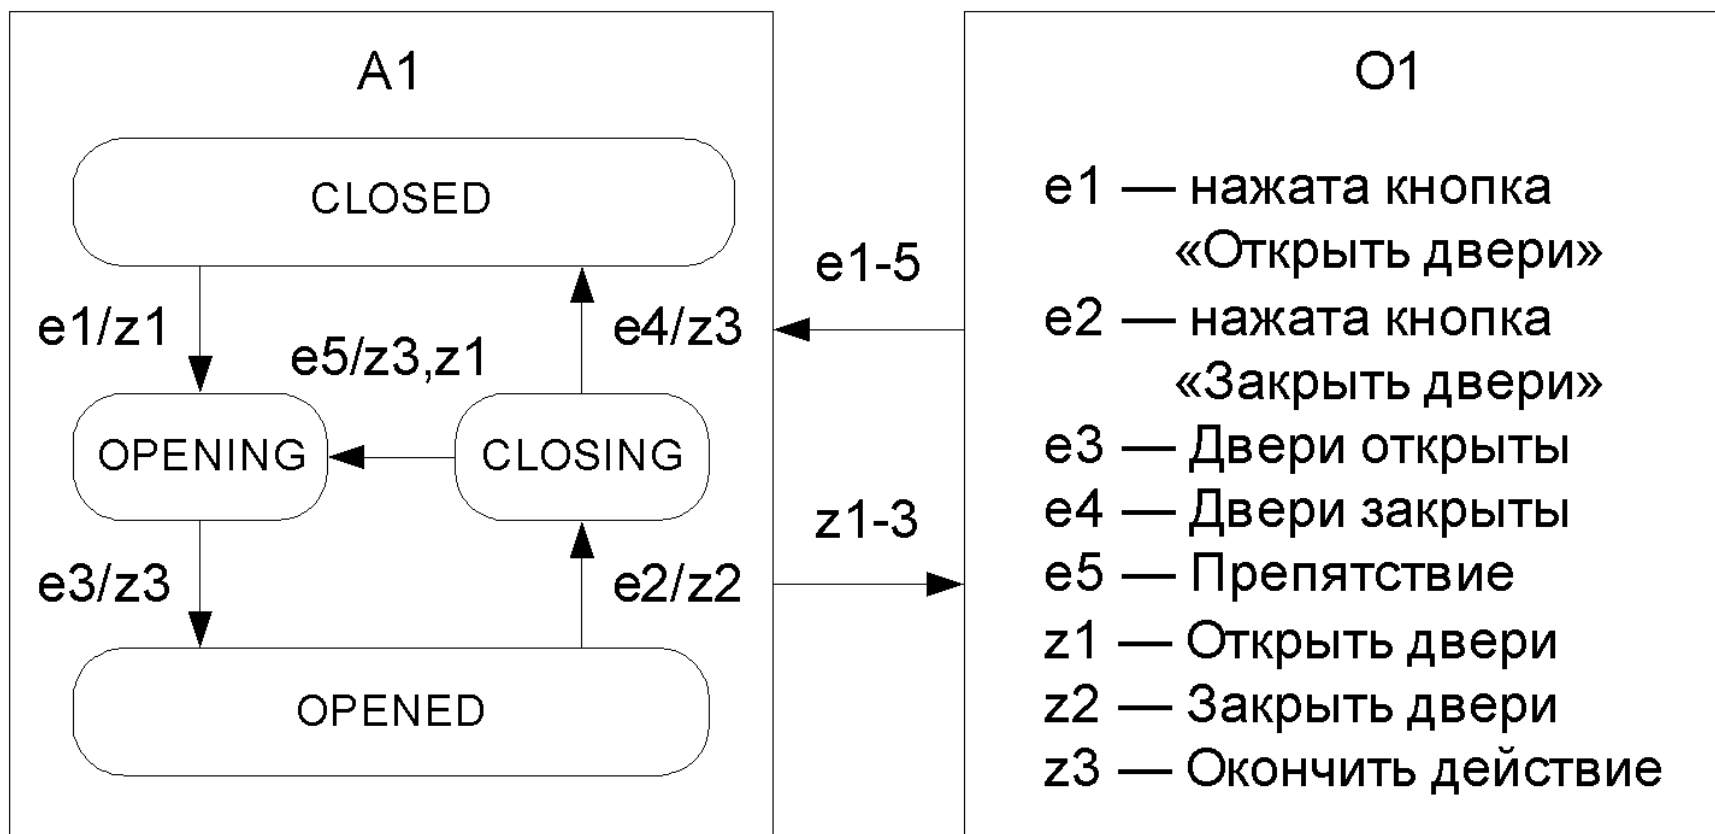 A1
CLOSED
e1/z1
e5/z3,z1
e4/z3
OPENING
CLOSING
e3/z3
e2/z2
OPENED
e1-5
z1-3
O1
e1 — нажата кнопка
«Открыть двери»
e2 — нажата кнопка
«Закрыть двери»
e3 — Двери открыты
e4 — Двери закрыты
e5 — Препятствие
z1 — Открыть двери
z2 — Закрыть двери
z3 — Окончить действие